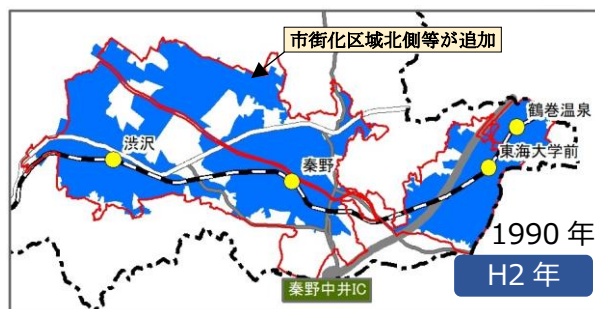 市街化区域北側等が追加
鶴巻温泉
東海大学前
渋沢
秦野
1990 年
H2 年
秦野中井IC